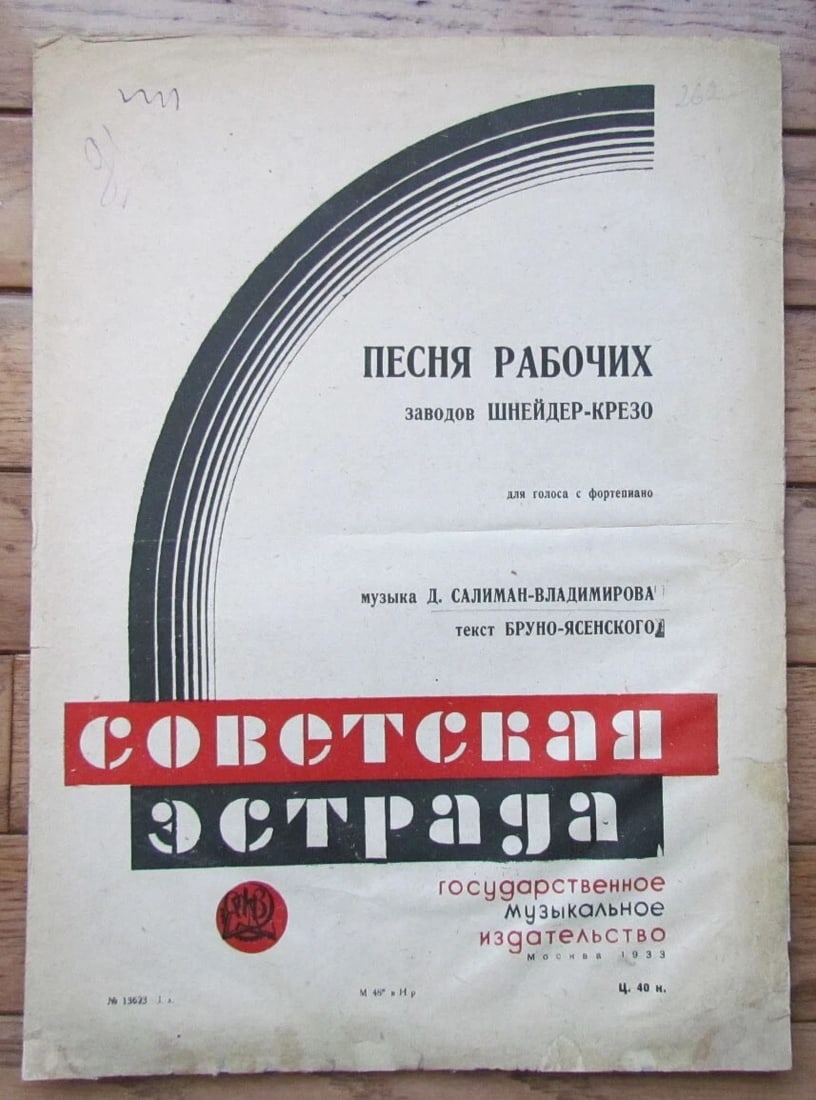 262
ПЕСНЯ РАБОЧИХ
заводов ШНЕЙДЕР-КРЕЗО
для голоса с фортепиано
музыка Д. САЛИМАН-ВЛАДИМИРОВА
текст БРУНО-ЯСЕНСКОГО
СОВЕТСКАЯ
ЭСТРАДА
государственное
музыкальное
издательство
Москва 1933
№ 13623
Ц. 40 к.